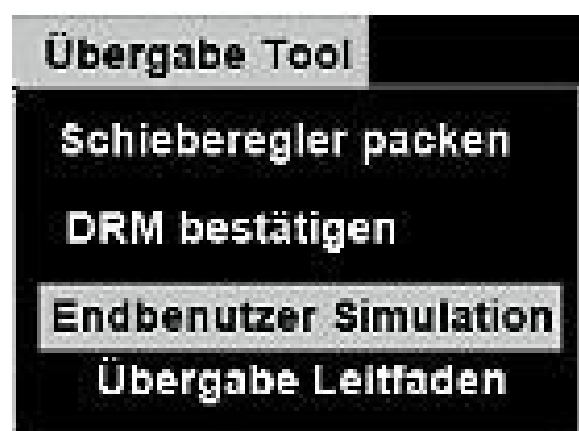 Übergabe Tool
Schieberegler packen
DRM bestätigen
Endbenutzer Simulation
Übergabe Leitfaden